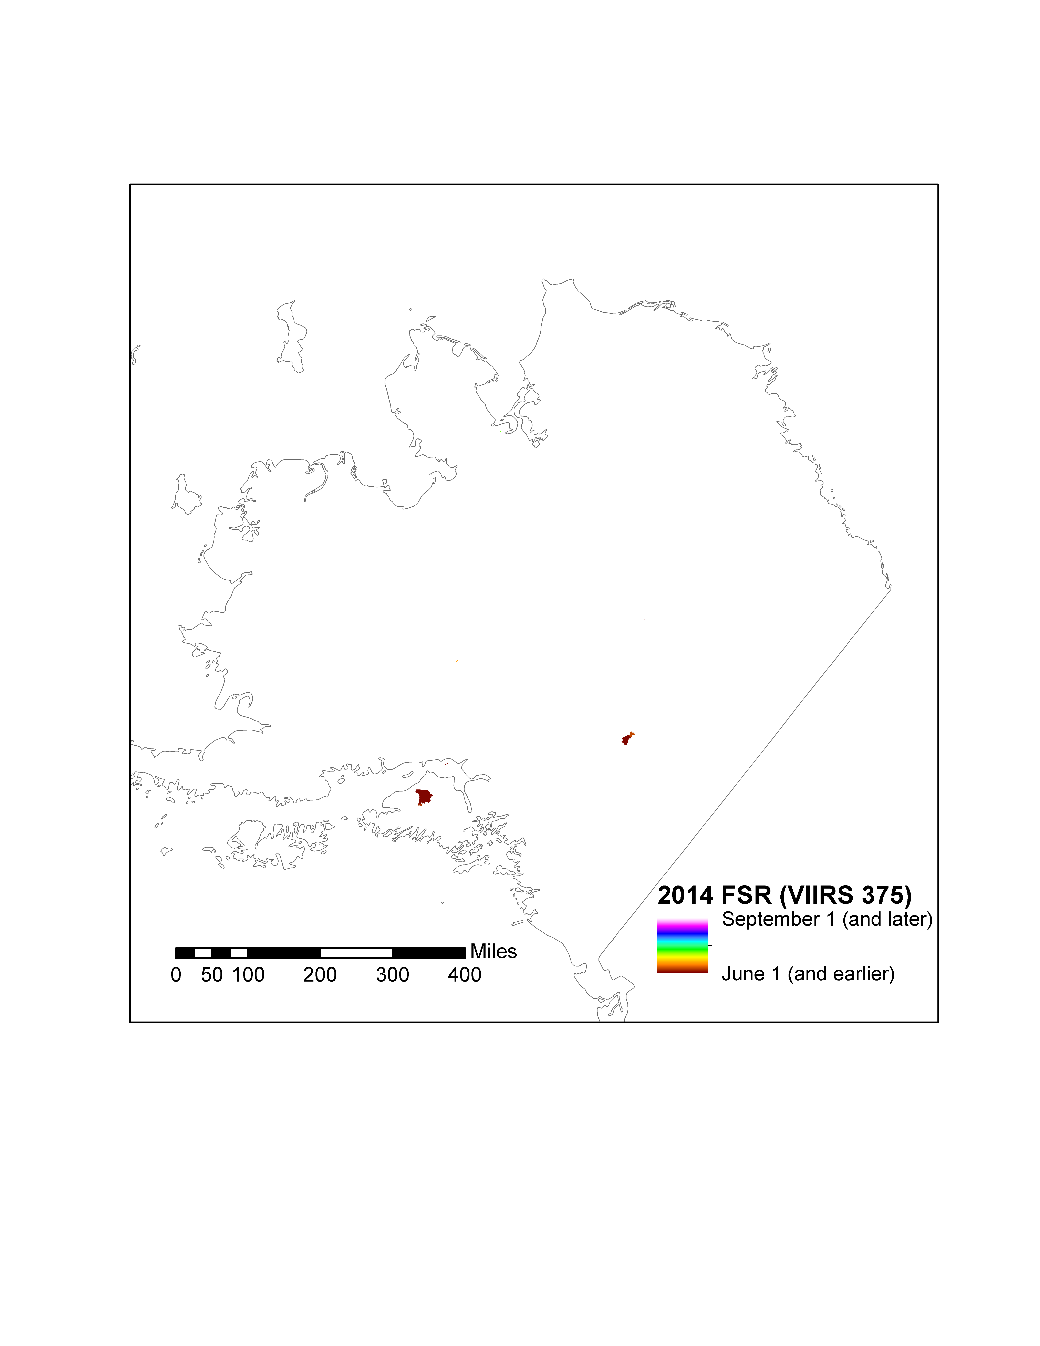 2014 FSR (VIIRS 375)
September 1 (and later)
June 1 (and earlier)
Miles
0 50 100 200 300 400